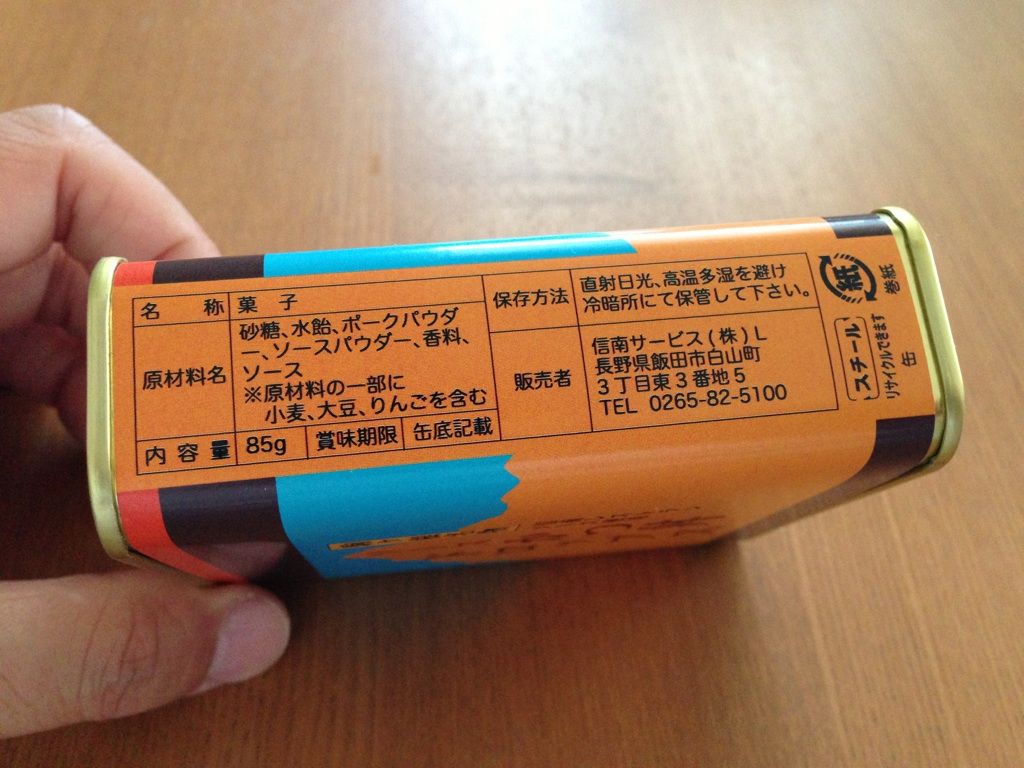 名 称 菓 子
原材料名
砂糖、水飴、ポークパウダ
ー、ソースパウダー、香料、
ソース
※原材料の一部に
小麦、大豆、りんごを含む
内 容 量 85g 賞味期限 缶底記載
保存方法
直射日光、高温多湿を避け
冷暗所にて保管して下さい。
販売者
信南サービス(株)L
長野県飯田市白山町
3丁目東3番地5
TEL 0265-82-5100
紙
巻紙
スチール
リサイクルできます
缶